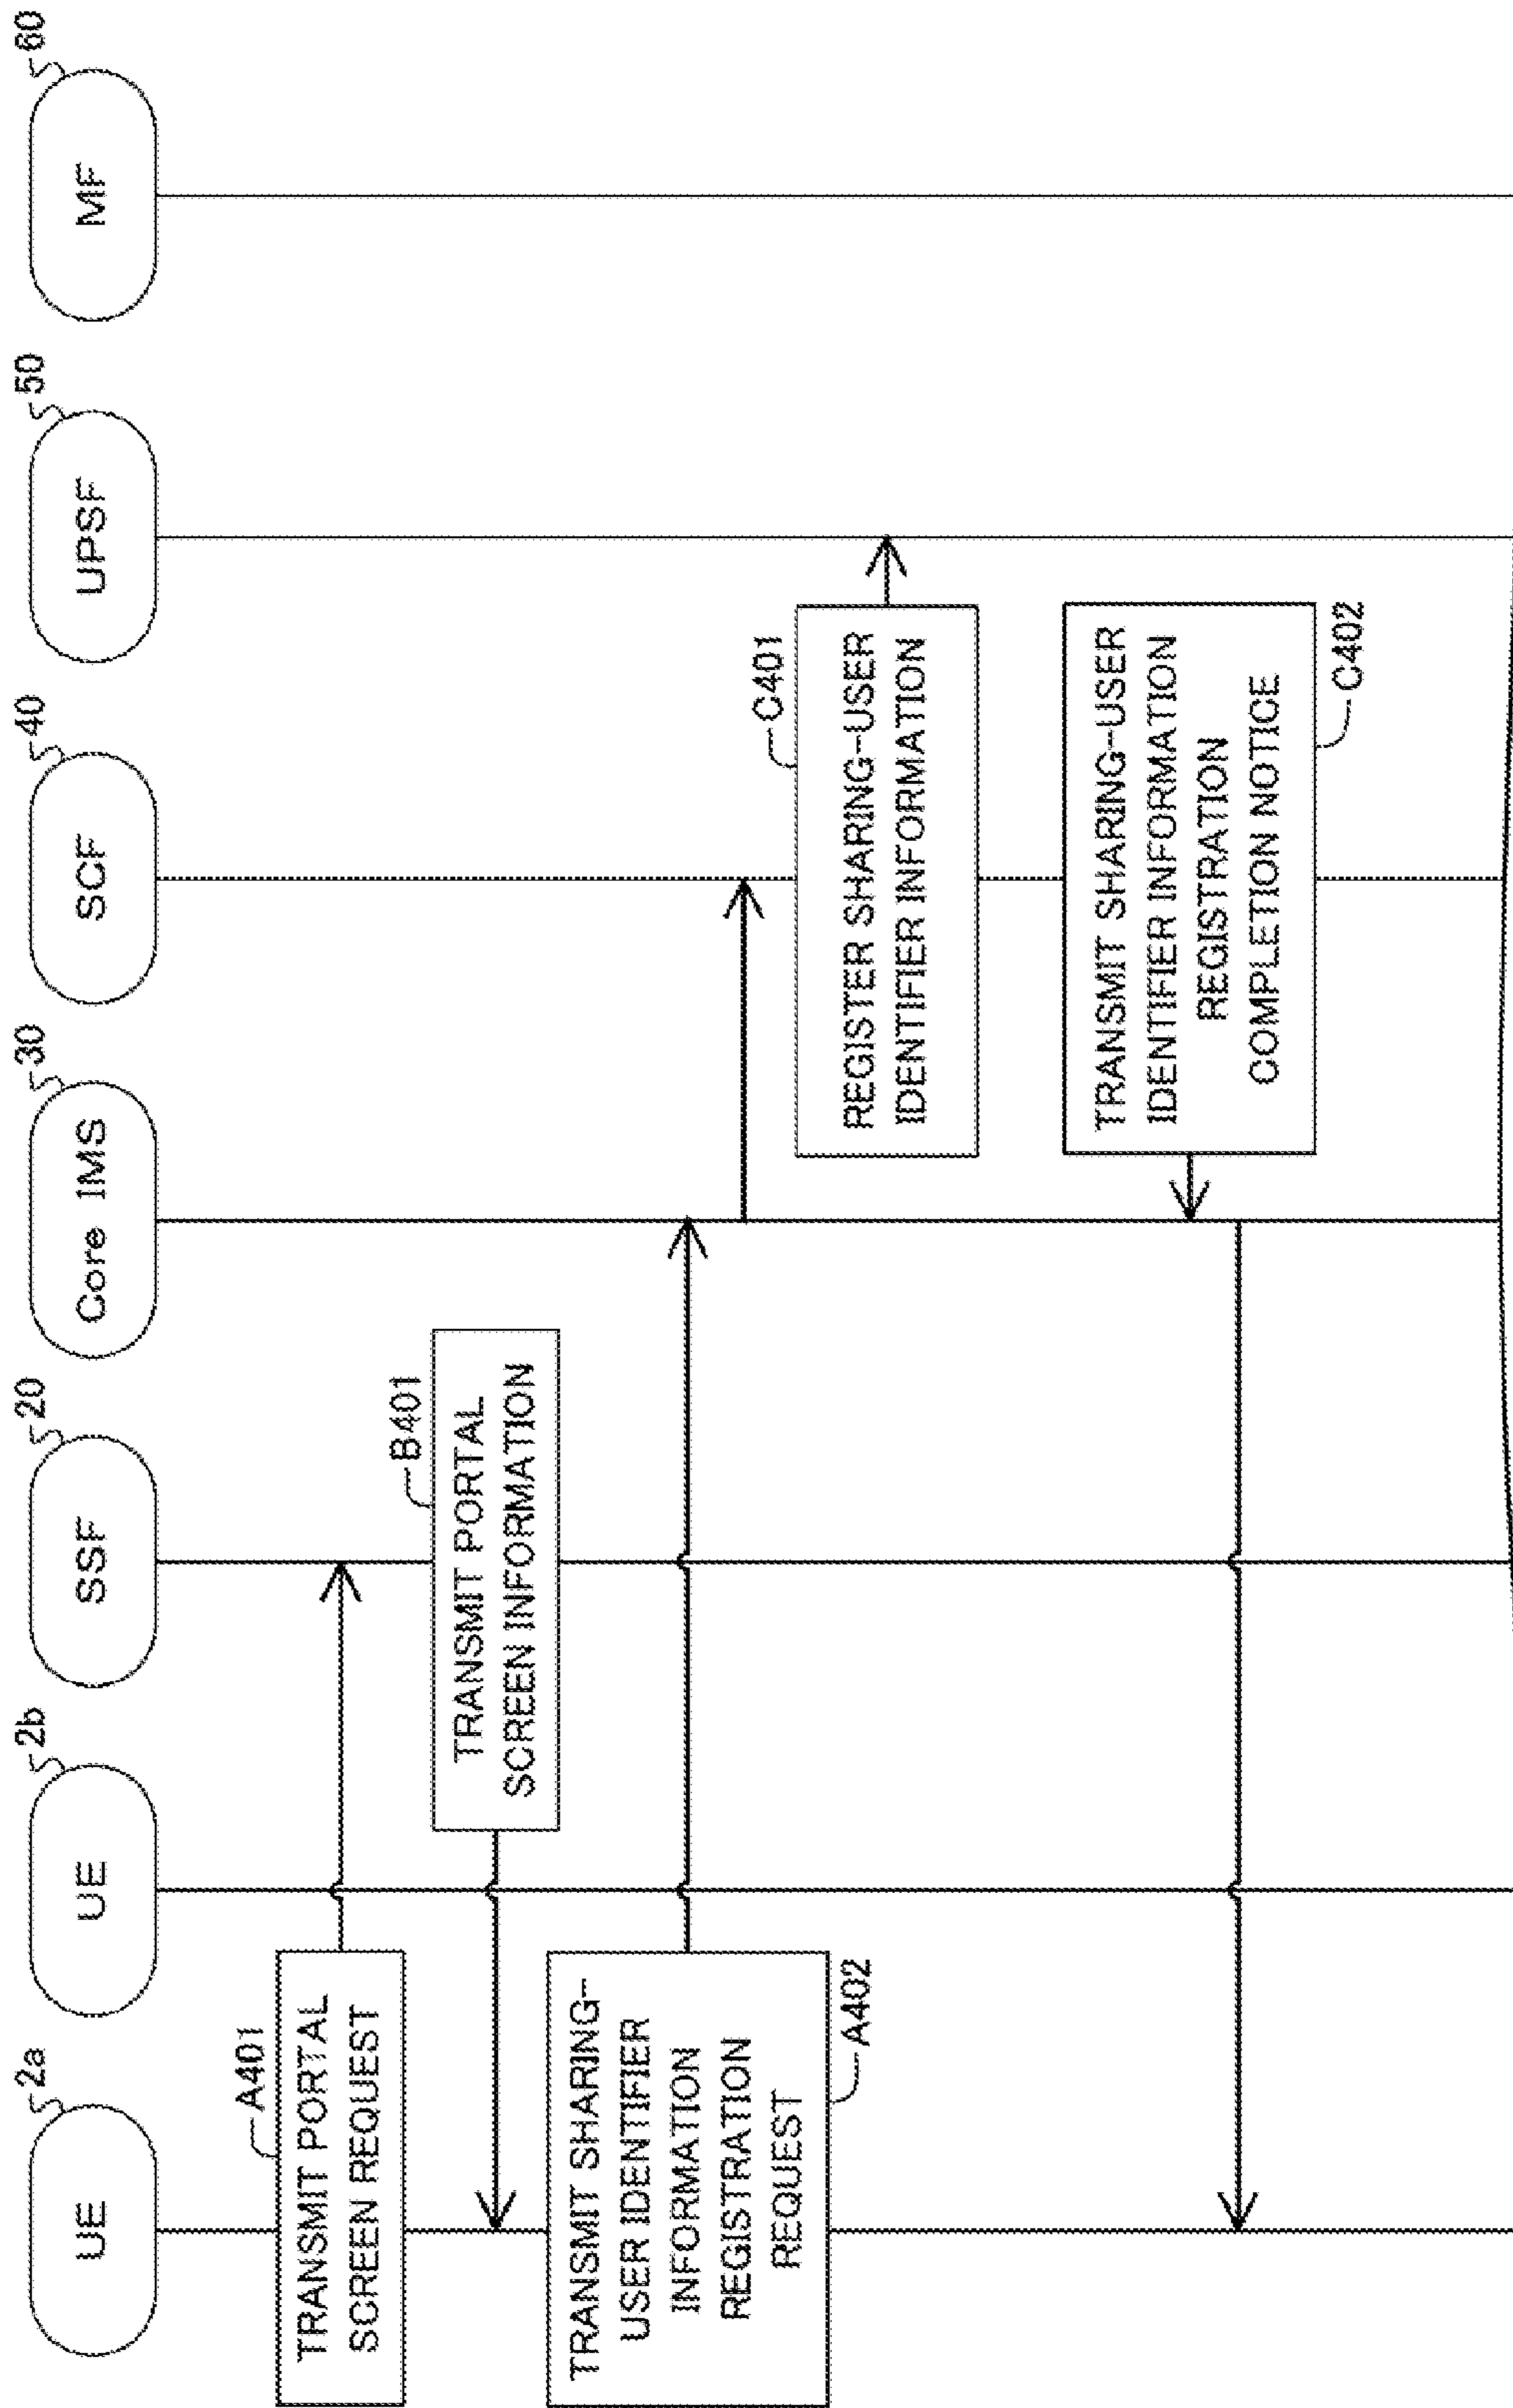 UE
2a
UE
2b
SSF
20
Core IMS
30
SCF
40
UPSF
50
MF
60
A401
TRANSMIT PORTAL
SCREEN REQUEST
B401
TRANSMIT PORTAL
SCREEN INFORMATION
TRANSMIT SHARING-
USER IDENTIFIER
INFORMATION
REGISTRATION
REQUEST
A402
C401
REGISTER SHARING-USER
IDENTIFIER INFORMATION
TRANSMIT SHARING-USER
IDENTIFIER INFORMATION
REGISTRATION
COMPLETION NOTICE
C402